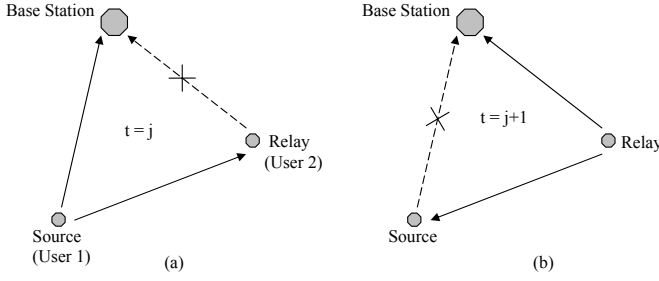 Base Station
t = j
Relay
(User 2)
Source
(User 1)
(a)
Base Station
t = j+1
Relay
Source
(b)